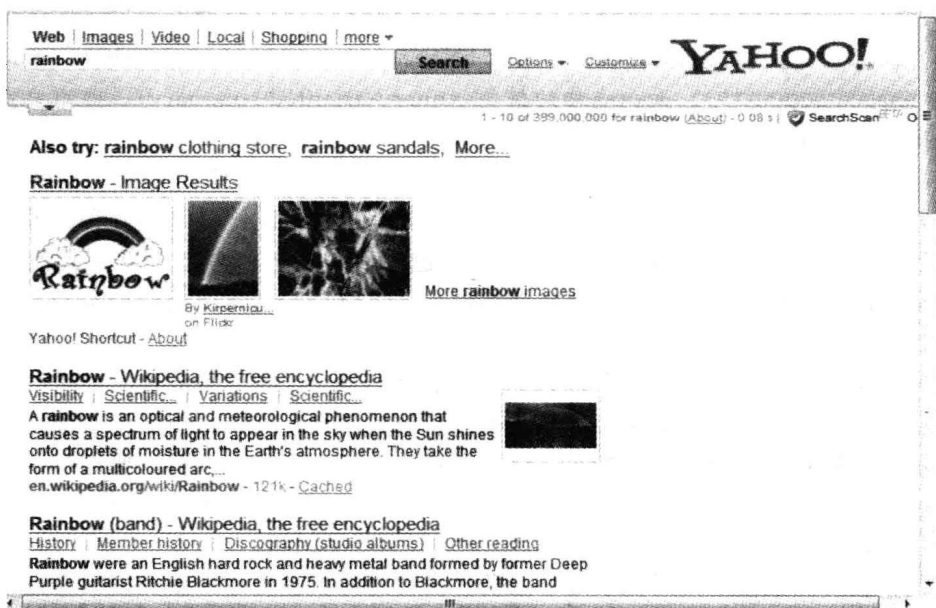 Web | Images | Video | Local | Shopping | more
rainbow
Search
Options
Customize
YAHOO!
1 - 10 of 399,000,000 for rainbow (About) - 0.08 s | SearchScan BETA O
Also try: rainbow clothing store, rainbow sandals, More...
Rainbow - Image Results
Rainbow
More rainbow images
By Kirpernicu...
on Flickr
Yahoo! Shortcut - About
Rainbow - Wikipedia, the free encyclopedia
Visibility | Scientific... | Variations | Scientific...
A rainbow is an optical and meteorological phenomenon that
causes a spectrum of light to appear in the sky when the Sun shines
onto droplets of moisture in the Earth's atmosphere. They take the
form of a multicoloured arc,...
en.wikipedia.org/wiki/Rainbow - 121k - Cached
Rainbow (band) - Wikipedia, the free encyclopedia
History | Member history | Discography (studio albums) | Other reading
Rainbow were an English hard rock and heavy metal band formed by former Deep
Purple guitarist Ritchie Blackmore in 1975. In addition to Blackmore, the band